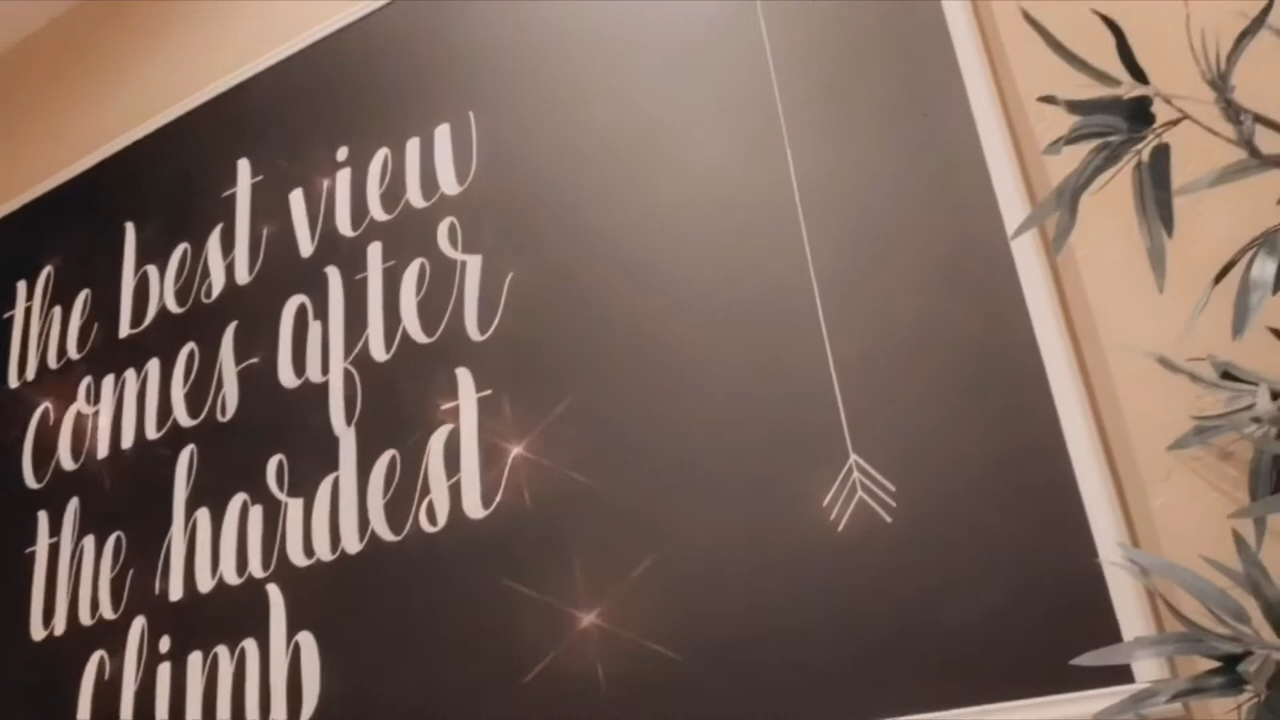 the best view
comes after
the hardest
climb